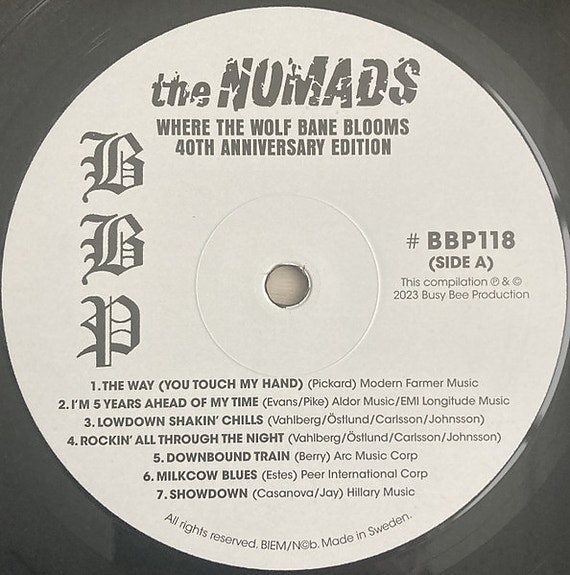 the NOMADS
WHERE THE WOLF BANE BLOOMS
40TH ANNIVERSARY EDITION
B
B
P
# BBP118
(SIDE A)
This compilation ℗ & ©
2023 Busy Bee Production
1. THE WAY (YOU TOUCH MY HAND) (Pickard) Modern Farmer Music
2. I'M 5 YEARS AHEAD OF MY TIME (Evans/Pike) Aldor Music/EMI Longitude Music
3. LOWDOWN SHAKIN' CHILLS (Vahlberg/Östlund/Carlsson/Johnsson)
4. ROCKIN' ALL THROUGH THE NIGHT (Vahlberg/Östlund/Carlsson/Johnsson)
5. DOWNBOUND TRAIN (Berry) Arc Music Corp
6. MILKCOW BLUES (Estes) Peer International Corp
7. SHOWDOWN (Casanova/Jay) Hillary Music
All rights reserved. BIEM/N©b. Made in Sweden.